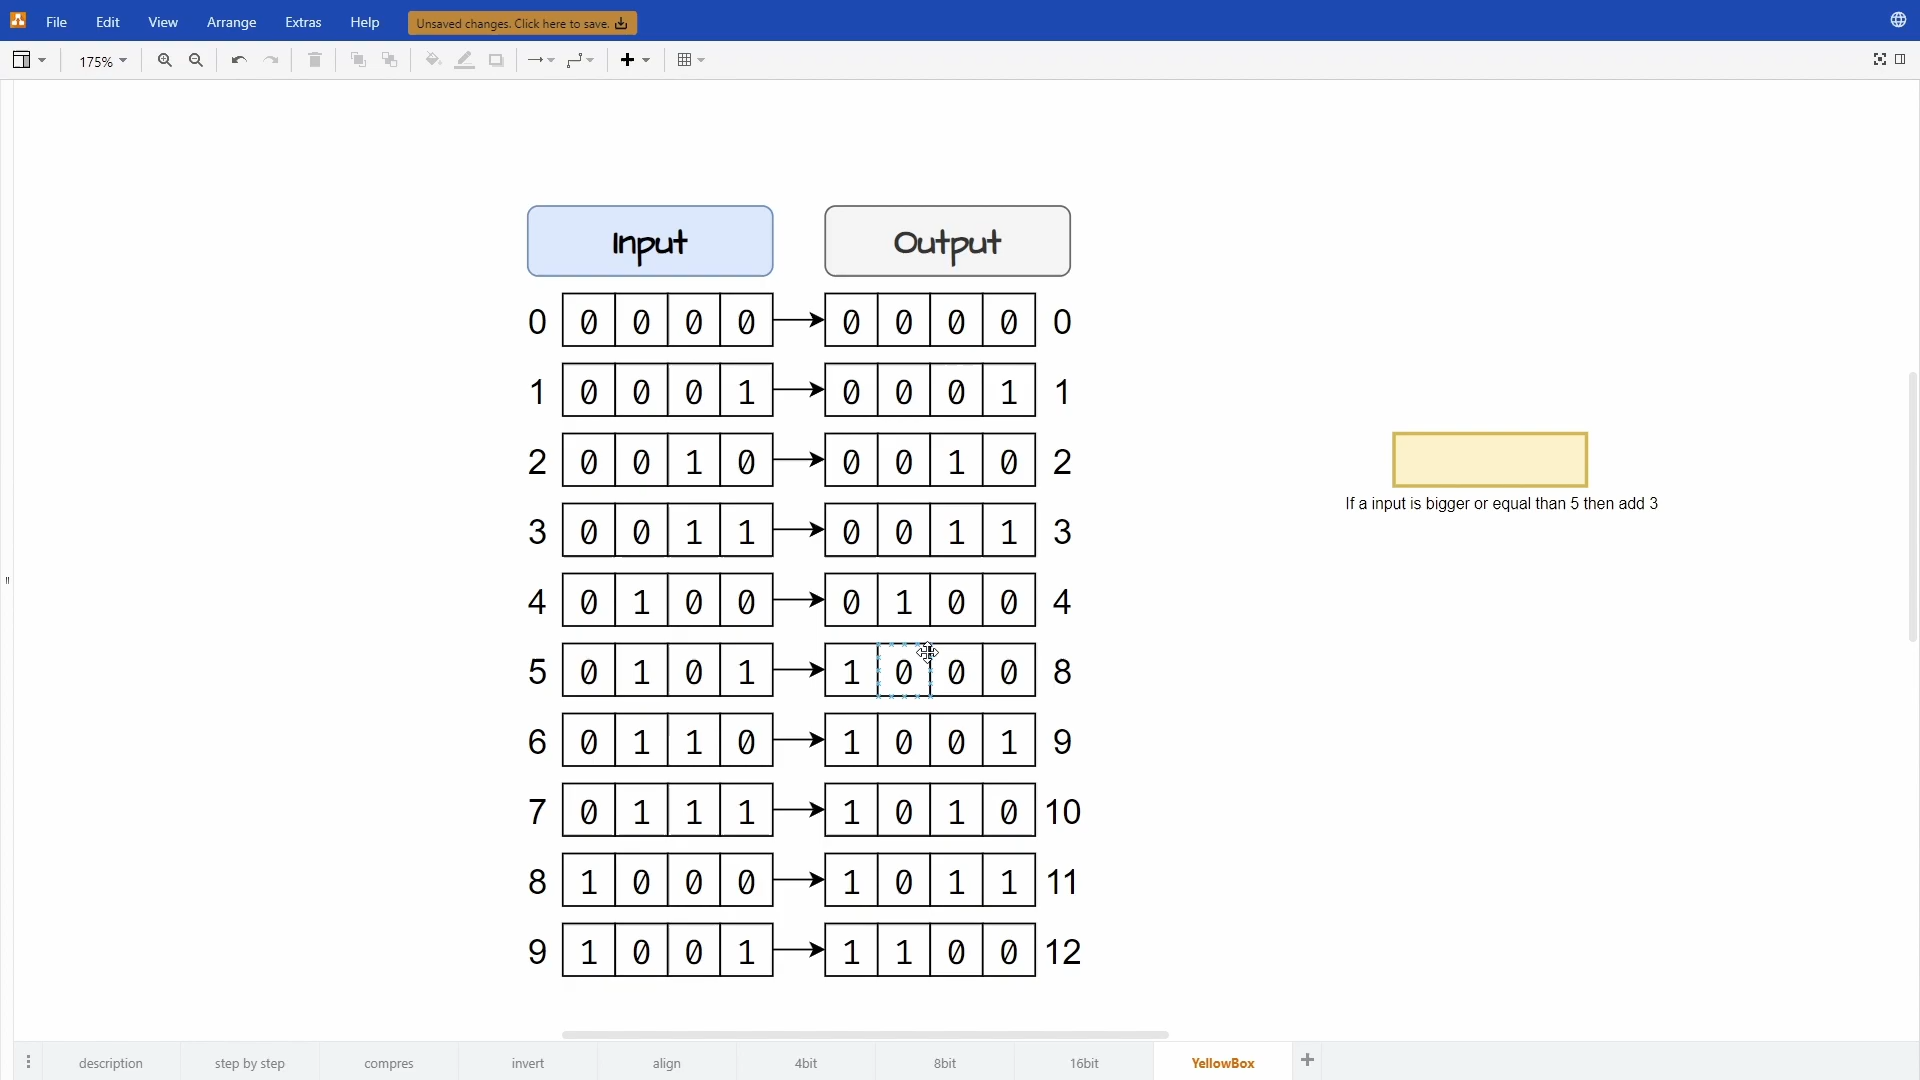 File Edit View Arrange Extras Help Unsaved changes. Click here to save.
175%
Input Output
0 0 0 0 0 0 0 0 0 0
1 0 0 0 1 0 0 0 1 1
2 0 0 1 0 0 0 1 0 2
3 0 0 1 1 0 0 1 1 3
If a input is bigger or equal than 5 then add 3
4 0 1 0 0 0 1 0 0 4
5 0 1 0 1 1 0 0 0 8
6 0 1 1 0 1 0 0 1 9
7 0 1 1 1 1 0 1 0 10
8 1 0 0 0 1 0 1 1 11
9 1 0 0 1 1 1 0 0 12
description step by step compres invert align 4bit 8bit 16bit YellowBox